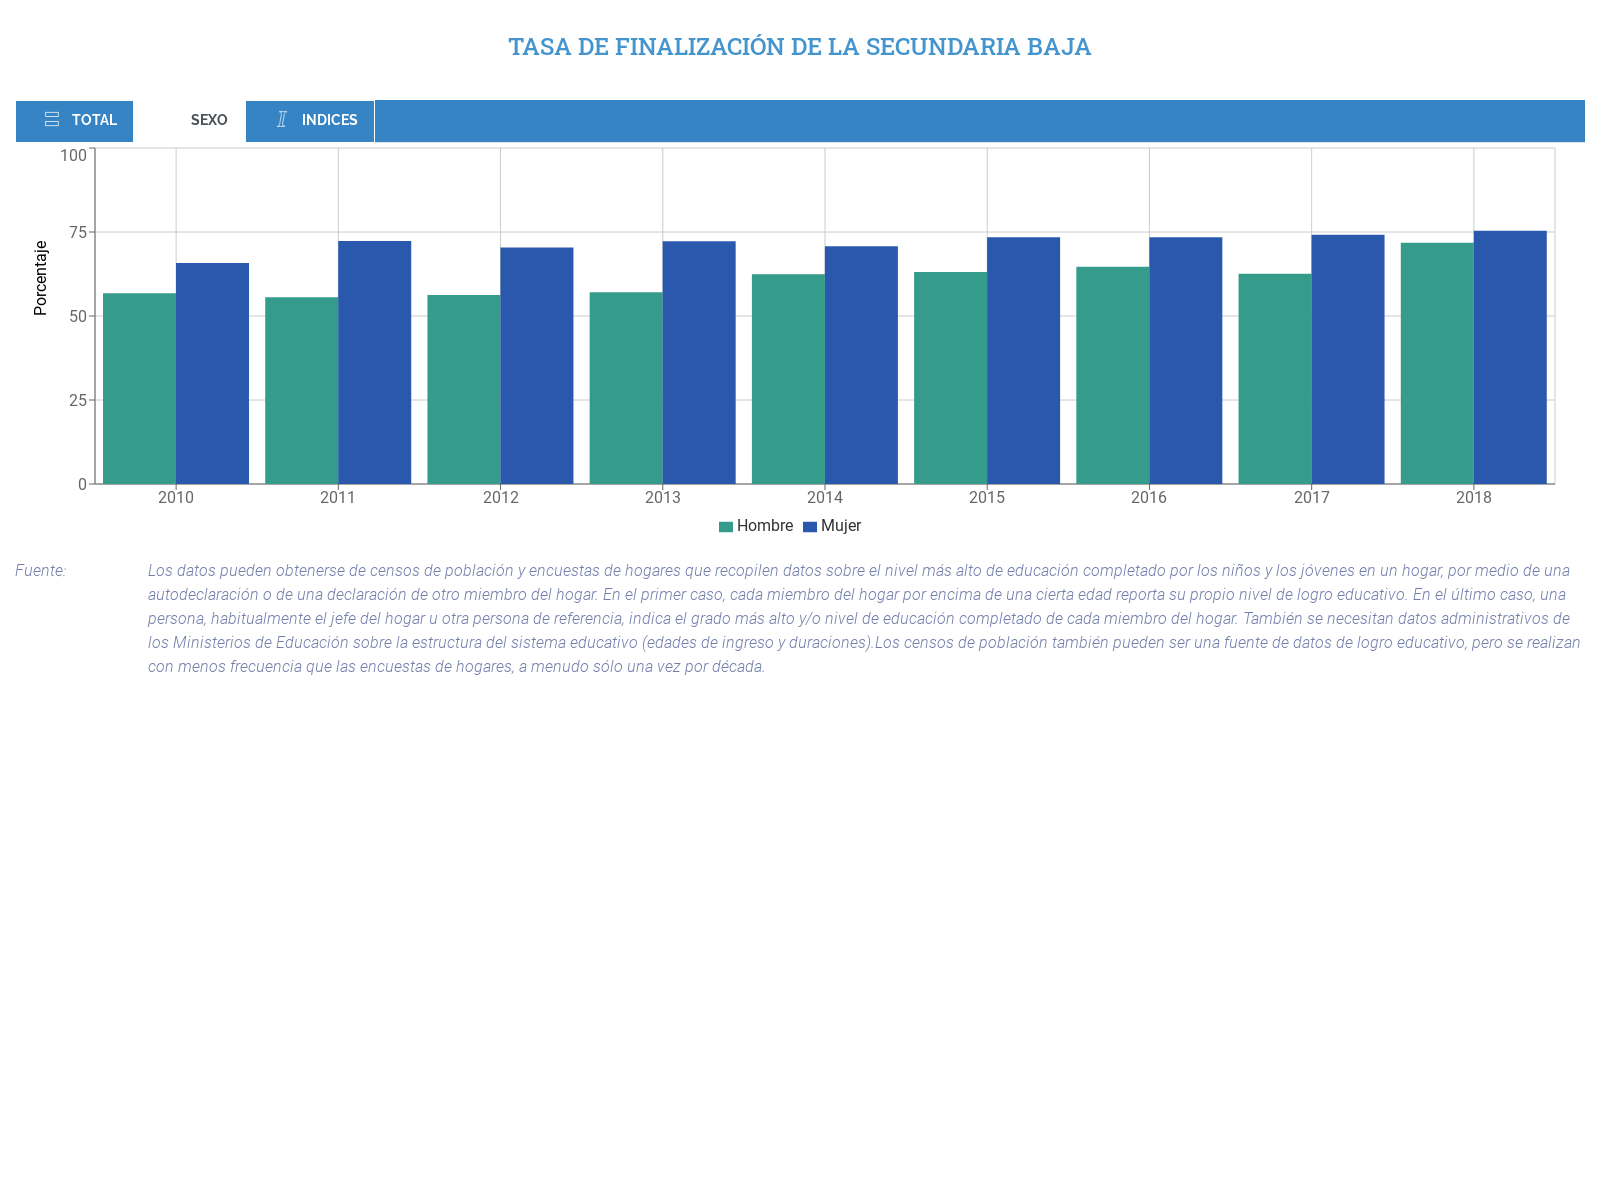 TASA DE FINALIZACIÓN DE LA SECUNDARIA BAJA
TOTAL SEXO INDICES
100
75
50
25
0
Porcentaje
2010 2011 2012 2013 2014 2015 2016 2017 2018
Hombre Mujer
Fuente: Los datos pueden obtenerse de censos de población y encuestas de hogares que recopilen datos sobre el nivel más alto de educación completado por los niños y los jóvenes en un hogar, por medio de una
autodeclaración o de una declaración de otro miembro del hogar. En el primer caso, cada miembro del hogar por encima de una cierta edad reporta su propio nivel de logro educativo. En el último caso, una
persona, habitualmente el jefe del hogar u otra persona de referencia, indica el grado más alto y/o nivel de educación completado de cada miembro del hogar. También se necesitan datos administrativos de
los Ministerios de Educación sobre la estructura del sistema educativo (edades de ingreso y duraciones).Los censos de población también pueden ser una fuente de datos de logro educativo, pero se realizan
con menos frecuencia que las encuestas de hogares, a menudo sólo una vez por década.